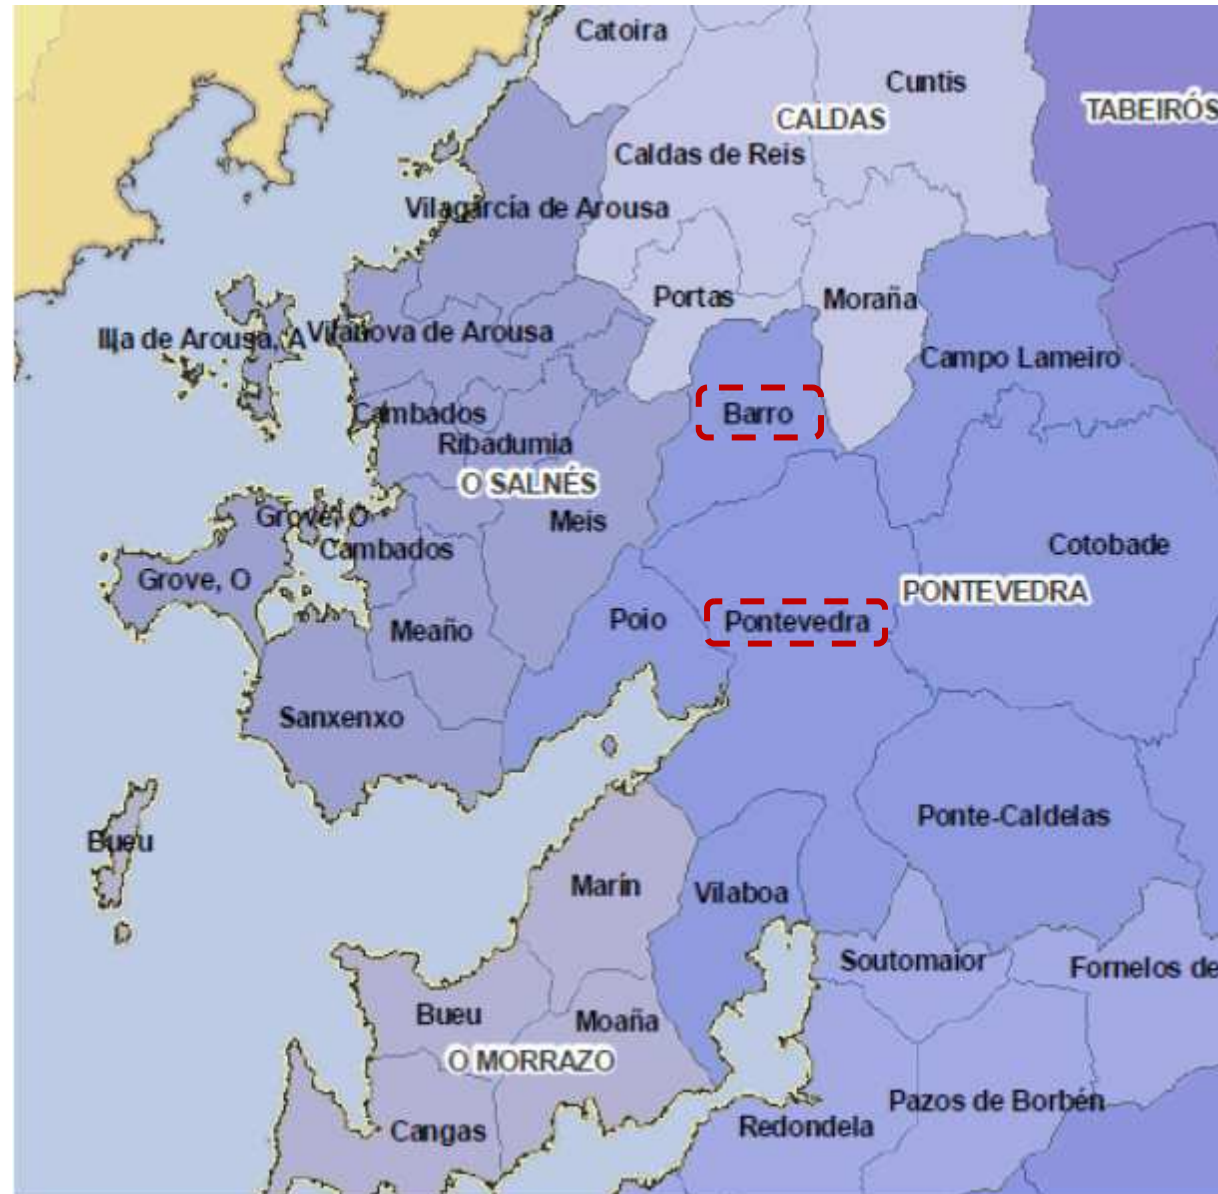 Catoira
Cuntis
TABEIRÓS
CALDAS
Caldas de Reis
Vilagarcía de Arousa
Portas
Moraña
Illa de Arousa, A
Vilanova de Arousa
Campo Lameiro
Cambados
Barro
Ribadumia
O SALNÉS
Grove, O
Meis
Cambados
Cotobade
Grove, O
PONTEVEDRA
Meaño
Poio
Pontevedra
Sanxenxo
Ponte-Caldelas
Bueu
Marín
Vilaboa
Soutomaior
Fornelos de
Bueu
Moaña
O MORRAZO
Pazos de Borbén
Cangas
Redondela